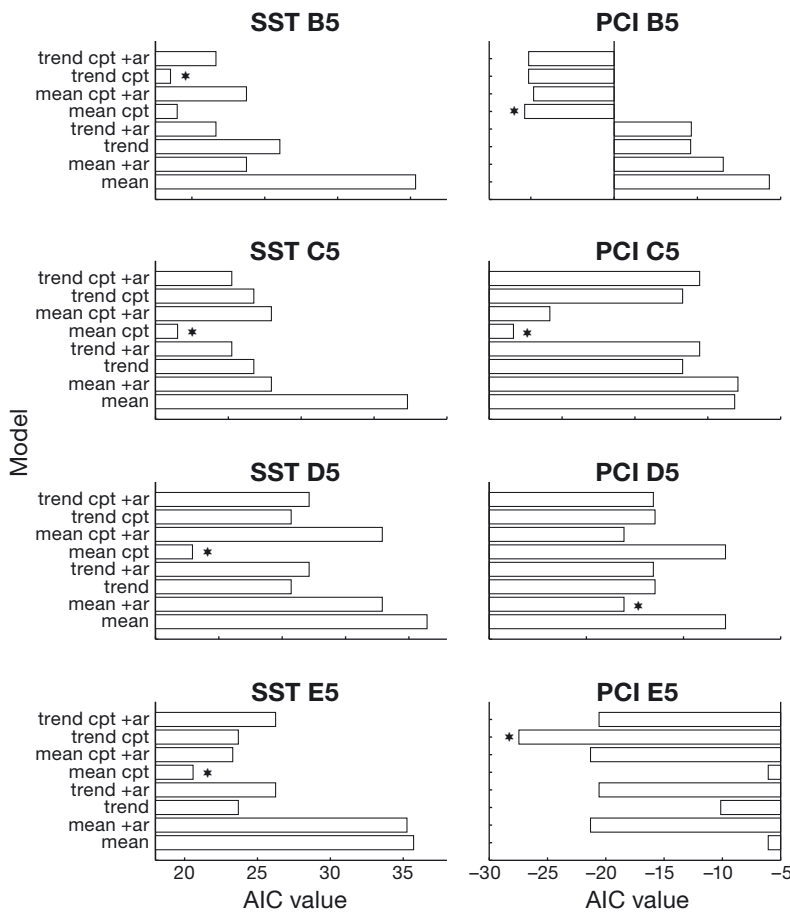 SST B5
PCI B5
trend cpt +ar
trend cpt
mean cpt +ar
mean cpt
trend +ar
trend
mean +ar
mean
SST C5
PCI C5
trend cpt +ar
trend cpt
mean cpt +ar
mean cpt
trend +ar
trend
mean +ar
mean
Model
SST D5
PCI D5
trend cpt +ar
trend cpt
mean cpt +ar
mean cpt
trend +ar
trend
mean +ar
mean
SST E5
PCI E5
trend cpt +ar
trend cpt
mean cpt +ar
mean cpt
trend +ar
trend
mean +ar
mean
20 25 30 35
−30 −25 −20 −15 −10 −5
AIC value
AIC value